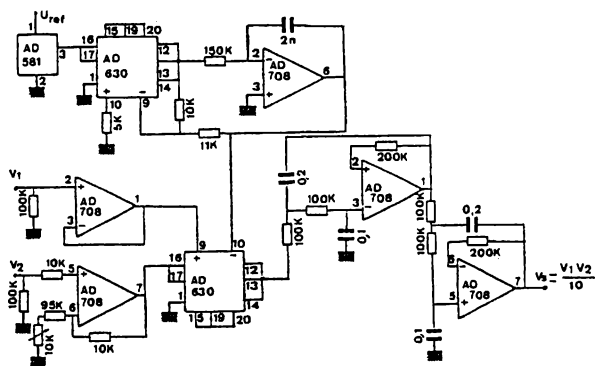 1 Uref
AD 581
3
2
16
17
1
15 19 20
AD 630
12
11
13
14
+ −
10 9
5K
10K
150K
11K
2n
2 −
AD 708
3 +
6
V1
100K
2 +
AD 708
3 −
1
V2
100K
10K
5 +
AD 708
6 −
7
95K
10K
10K
9 + − 10
16
17
1
AD 630
12
13
14
15 19 20
0,2
100K
100K
0,1
200K
2 +
AD 708
3 −
1
100K
100K
0,2
200K
6 −
AD 708
5 +
7
0,1
Vs = V1 V2 / 10